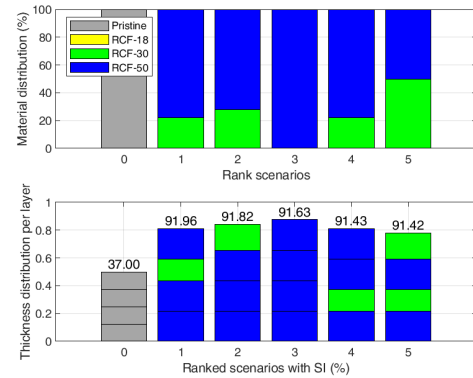 100
80
60
40
20
0
Material distribution (%)
Pristine
RCF-18
RCF-30
RCF-50
0 1 2 3 4 5
Rank scenarios
1
0.8
0.6
0.4
0.2
0
Thickness distribution per layer
37.00 91.96 91.82 91.63 91.43 91.42
0 1 2 3 4 5
Ranked scenarios with SI (%)